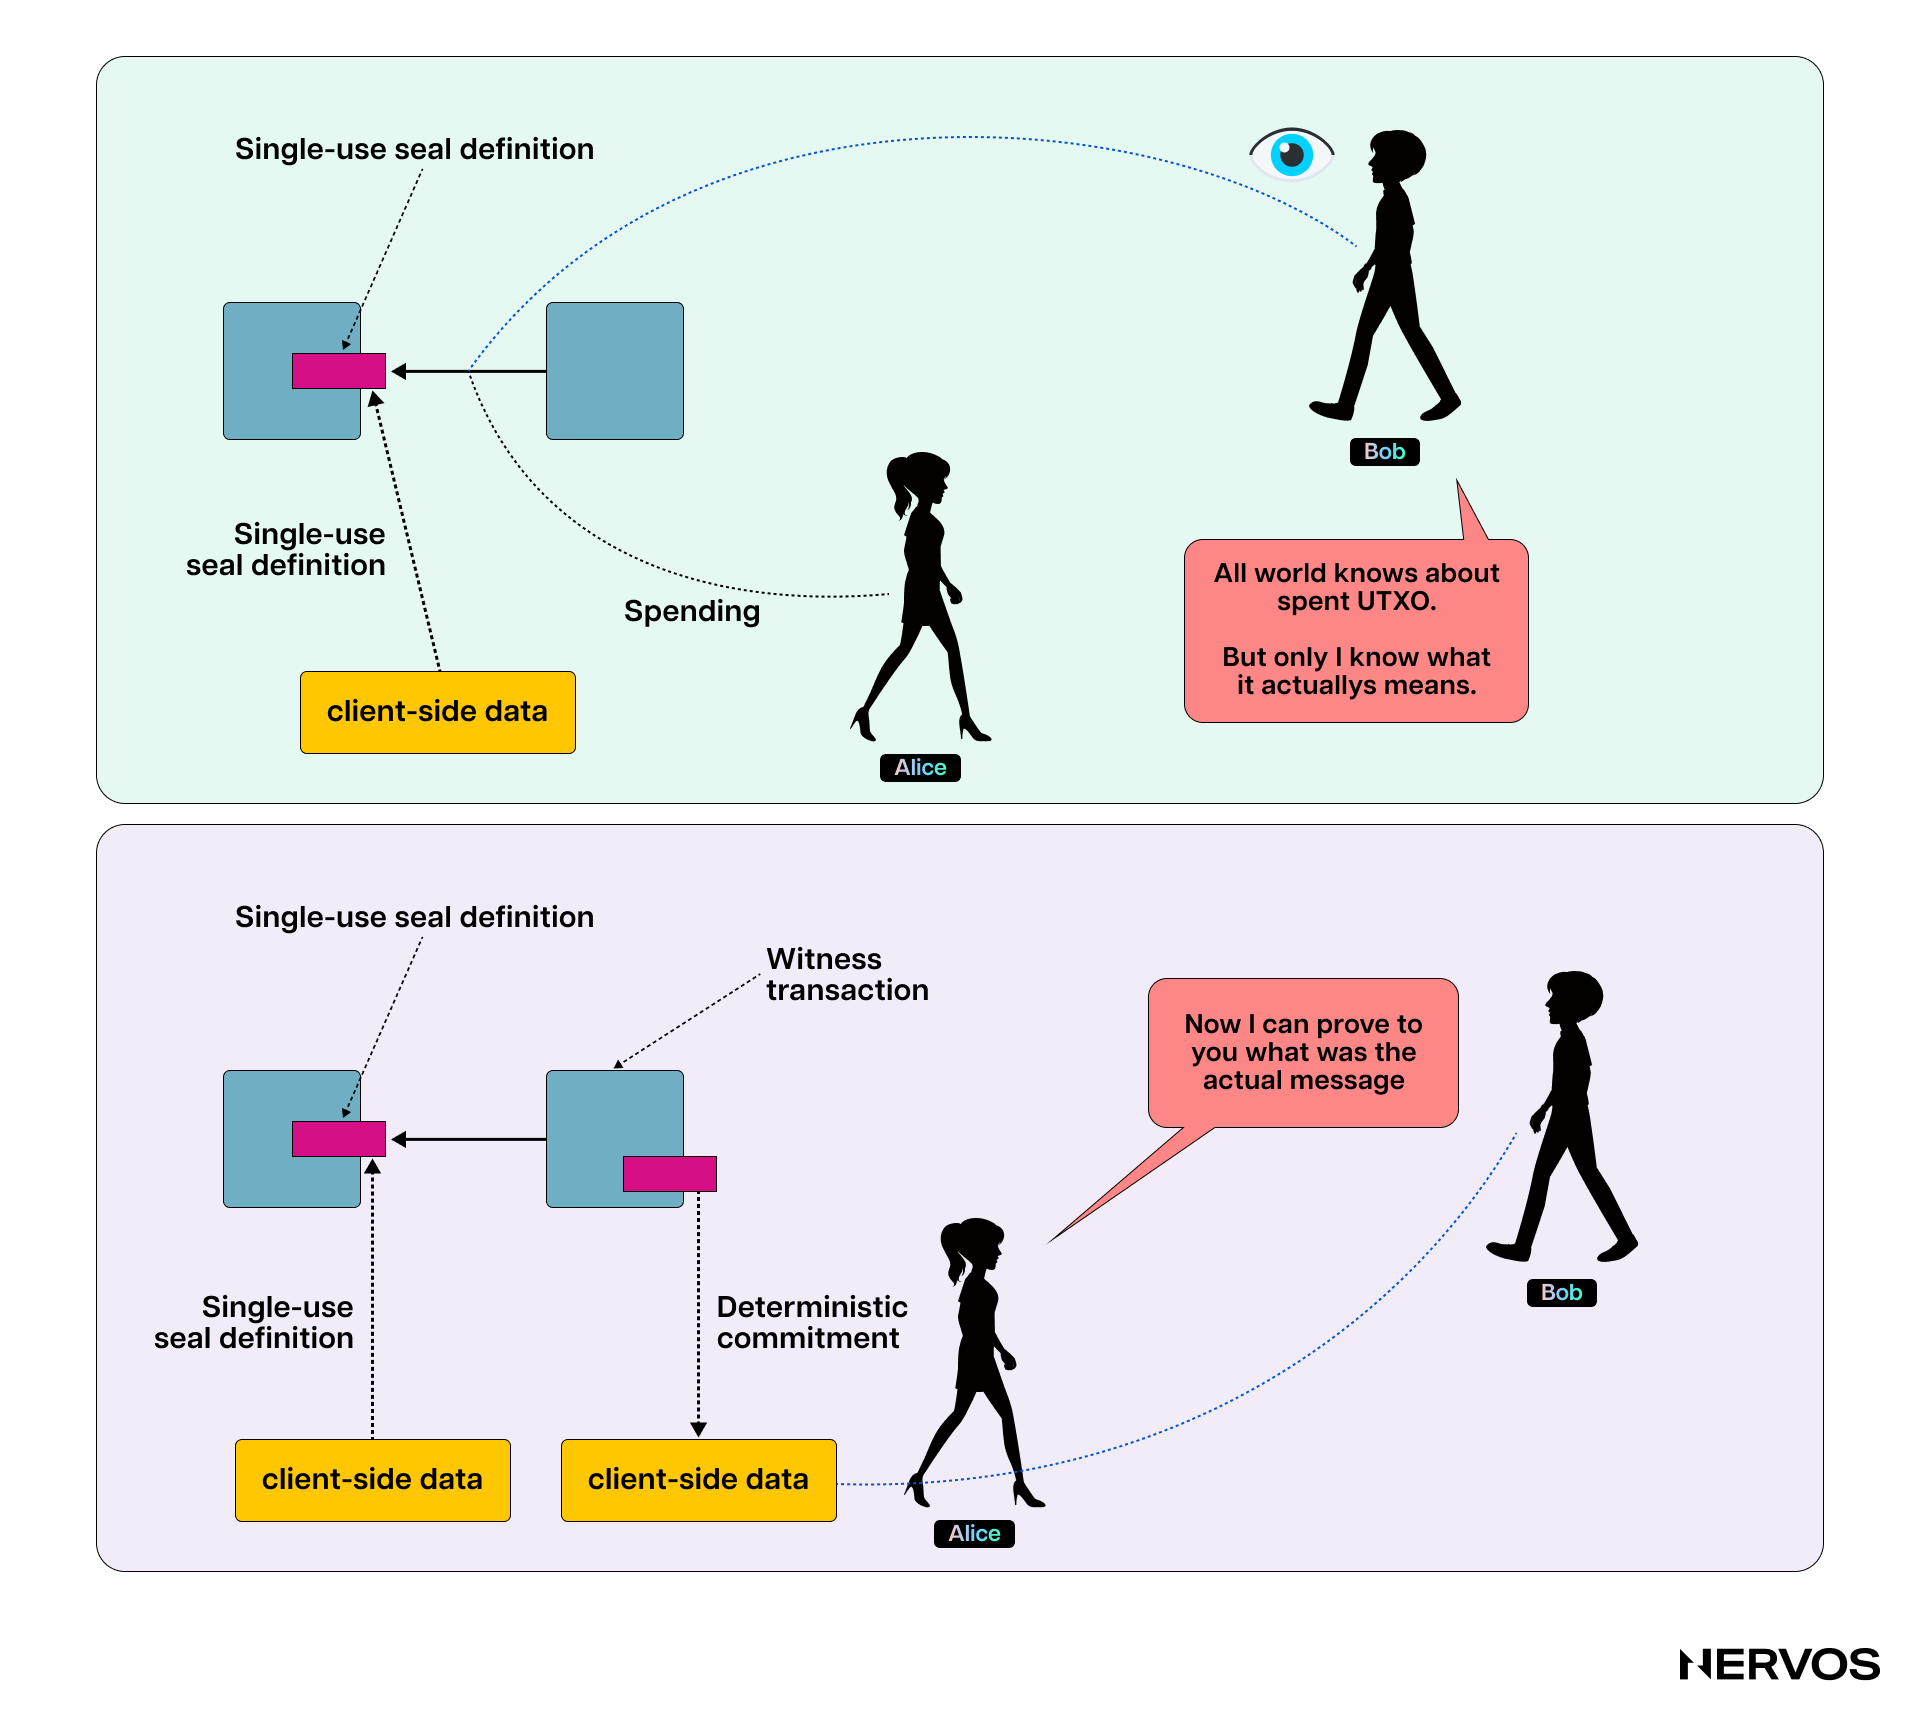 Single-use seal definition
Single-use
seal definition
Spending
client-side data
Alice
Bob
All world knows about
spent UTXO.
But only I know what
it actuallys means.
Single-use seal definition
Witness
transaction
Now I can prove to
you what was the
actual message
Bob
Single-use
seal definition
Deterministic
commitment
client-side data
client-side data
Alice
NERVOS